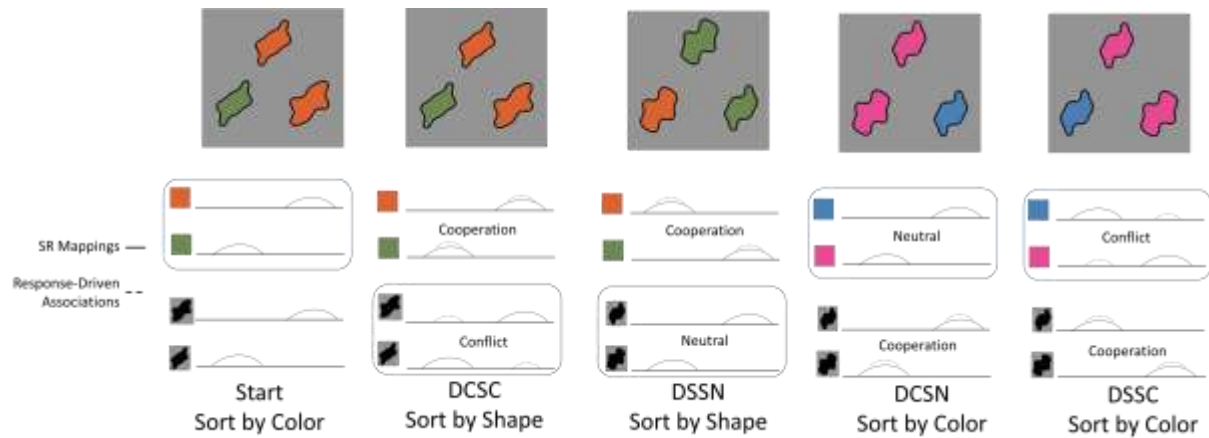 SR Mappings
Response-Driven
Associations
Cooperation
Conflict
Cooperation
Neutral
Neutral
Cooperation
Conflict
Cooperation
Start
Sort by Color
DCSC
Sort by Shape
DSSN
Sort by Shape
DCSN
Sort by Color
DSSC
Sort by Color